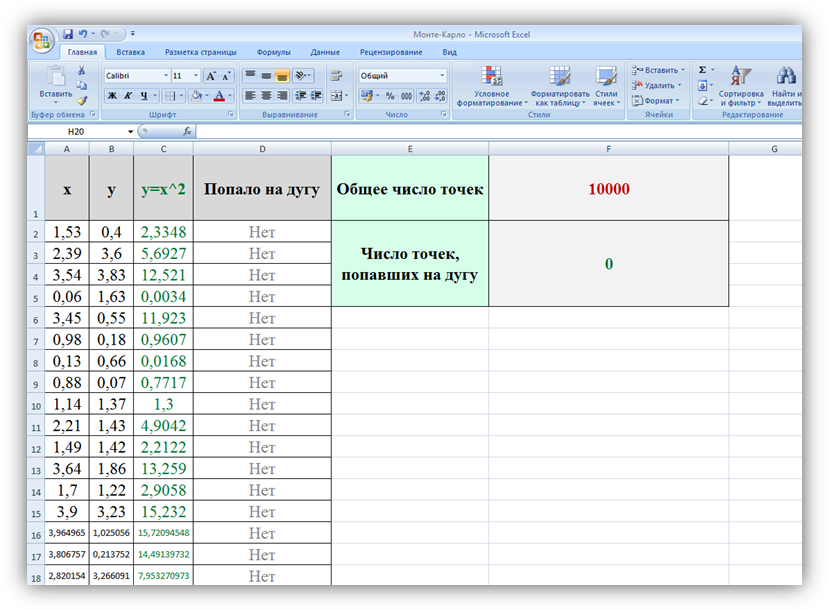 Монте-Карло - Microsoft Excel
Главная Вставка Разметка страницы Формулы Данные Рецензирование Вид
Calibri 11 Общий
Вставить Ж К Ч % 000 Условное форматирование Форматировать как таблицу Стили ячеек Вставить Удалить Формат Сортировка и фильтр Найти и выделить
Буфер обмена Шрифт Выравнивание Число Стили Ячейки Редактирование
H20 fx
A B C D E F G
1 x y y=x^2 Попало на дугу Общее число точек 10000
2 1,53 0,4 2,3348 Нет
Число точек, попавших на дугу 0
3 2,39 3,6 5,6927 Нет
4 3,54 3,83 12,521 Нет
5 0,06 1,63 0,0034 Нет
6 3,45 0,55 11,923 Нет
7 0,98 0,18 0,9607 Нет
8 0,13 0,66 0,0168 Нет
9 0,88 0,07 0,7717 Нет
10 1,14 1,37 1,3 Нет
11 2,21 1,43 4,9042 Нет
12 1,49 1,42 2,2122 Нет
13 3,64 1,86 13,259 Нет
14 1,7 1,22 2,9058 Нет
15 3,9 3,23 15,232 Нет
16 3,964965 1,025056 15,72094548 Нет
17 3,806757 0,213752 14,49139732 Нет
18 2,820154 3,266091 7,953270973 Нет